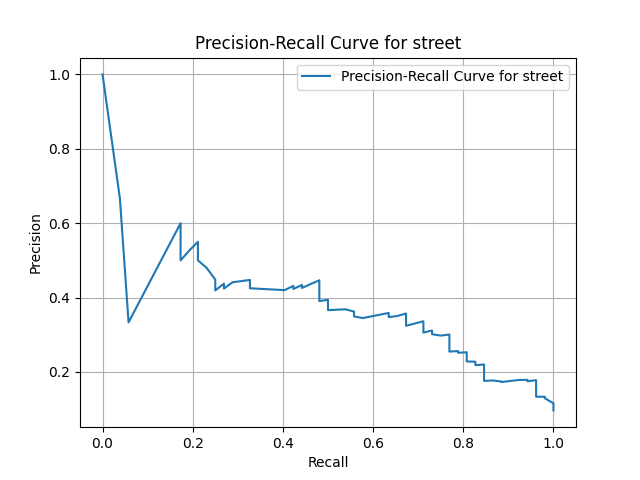 Precision-Recall Curve for street
Precision-Recall Curve for street
1.0
0.8
0.6
0.4
0.2
Precision
0.0 0.2 0.4 0.6 0.8 1.0
Recall